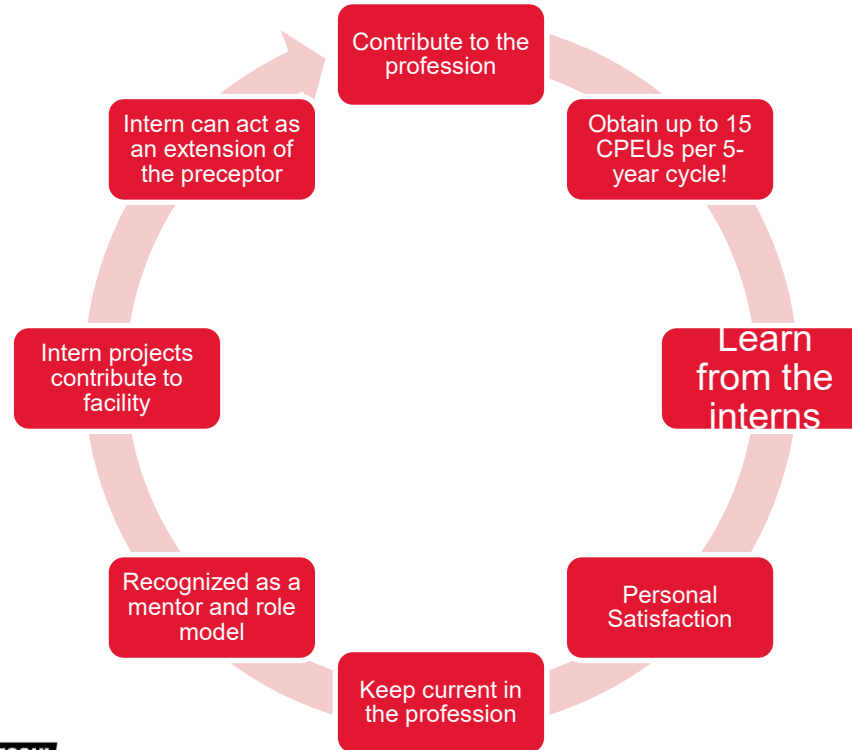 Contribute to the
profession
Obtain up to 15
CPEUs per 5-
year cycle!
Learn
from the
interns
Personal
Satisfaction
Keep current in
the profession
Recognized as a
mentor and role
model
Intern projects
contribute to
facility
Intern can act as
an extension of
the preceptor